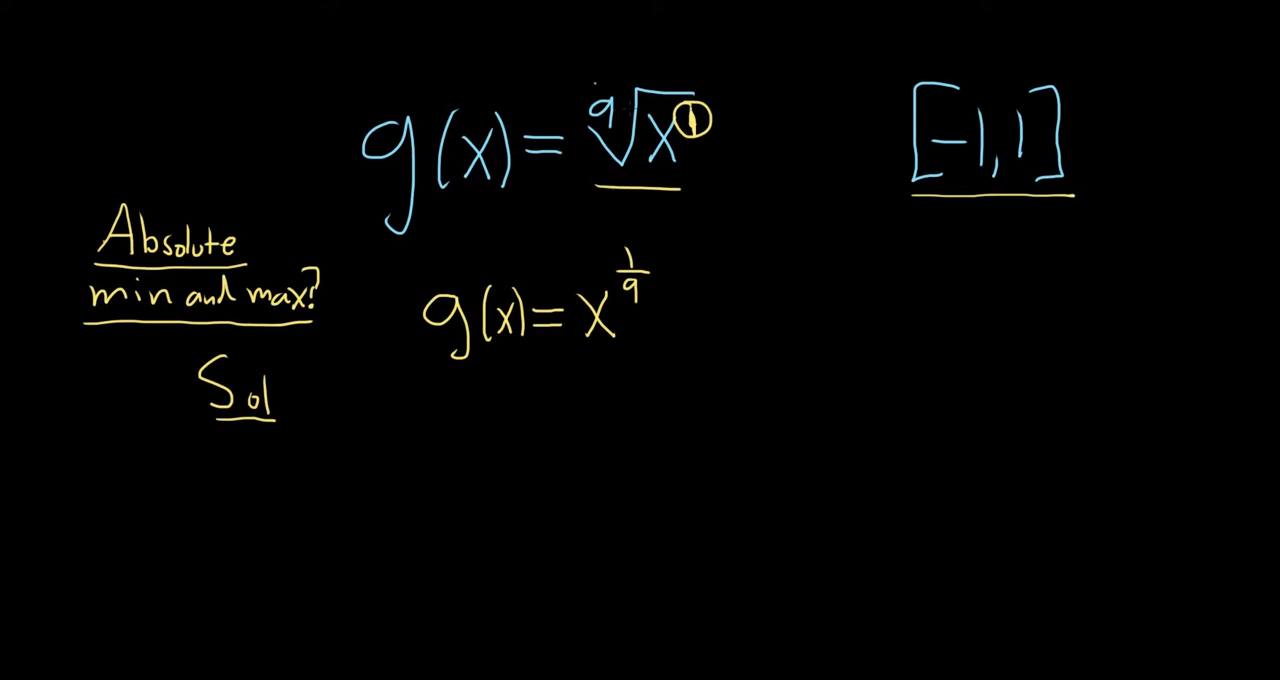 g(x) = ⁹√x¹ [-1, 1]
Absolute
min and max?
g(x) = x^(1/9)
Sol